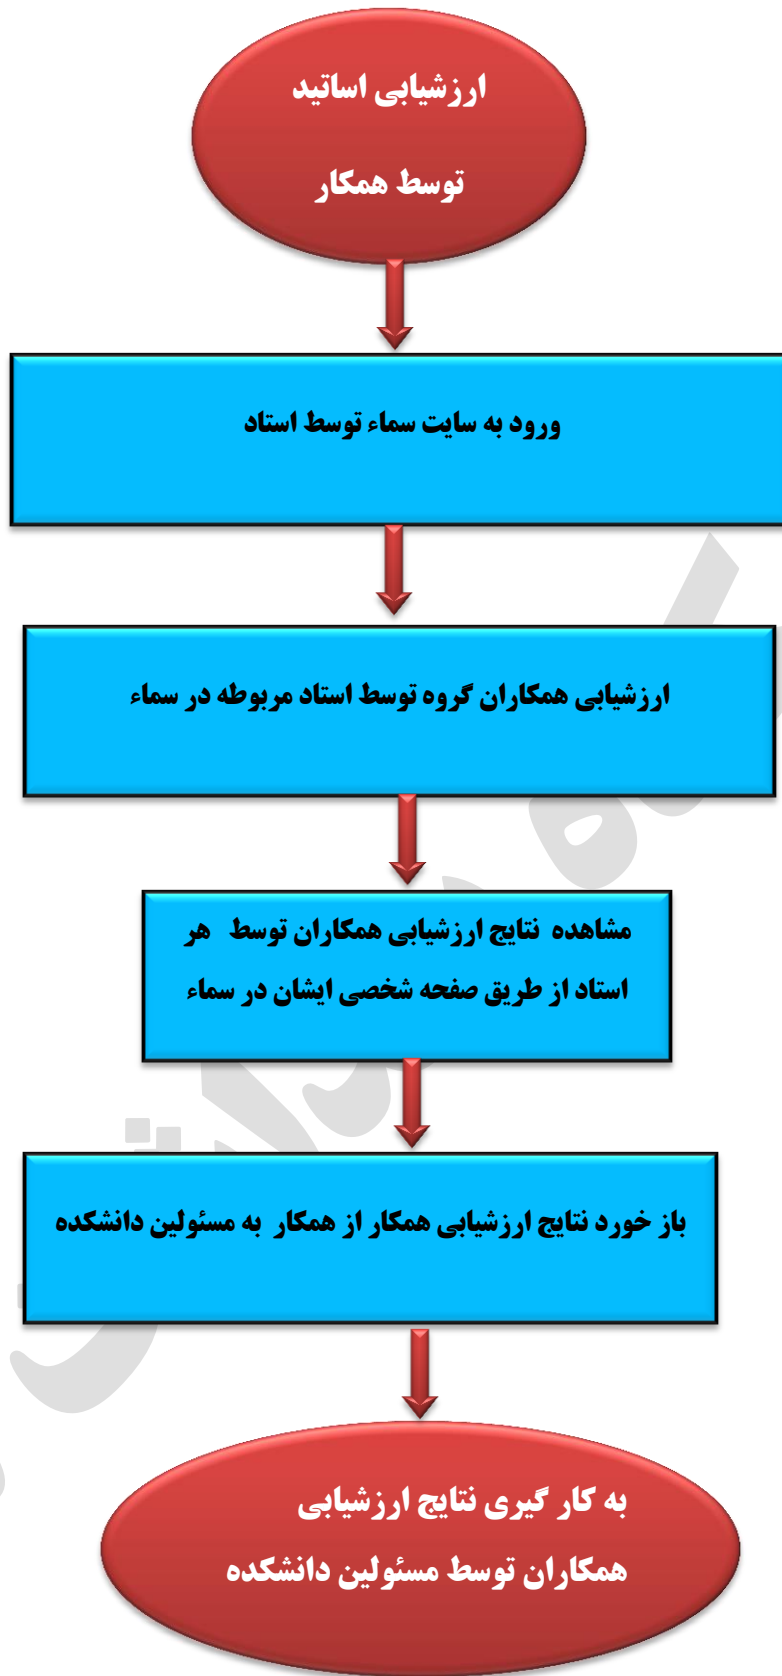 ارزشیابی اساتید
توسط همکار
ورود به سایت سماء توسط استاد
ارزشیابی همکاران گروه توسط استاد مربوطه در سماء
مشاهده نتایج ارزشیابی همکاران توسط هر
استاد از طریق صفحه شخصی ایشان در سماء
باز خورد نتایج ارزشیابی همکار از همکار به مسئولین دانشکده
به کار گیری نتایج ارزشیابی
همکاران توسط مسئولین دانشکده